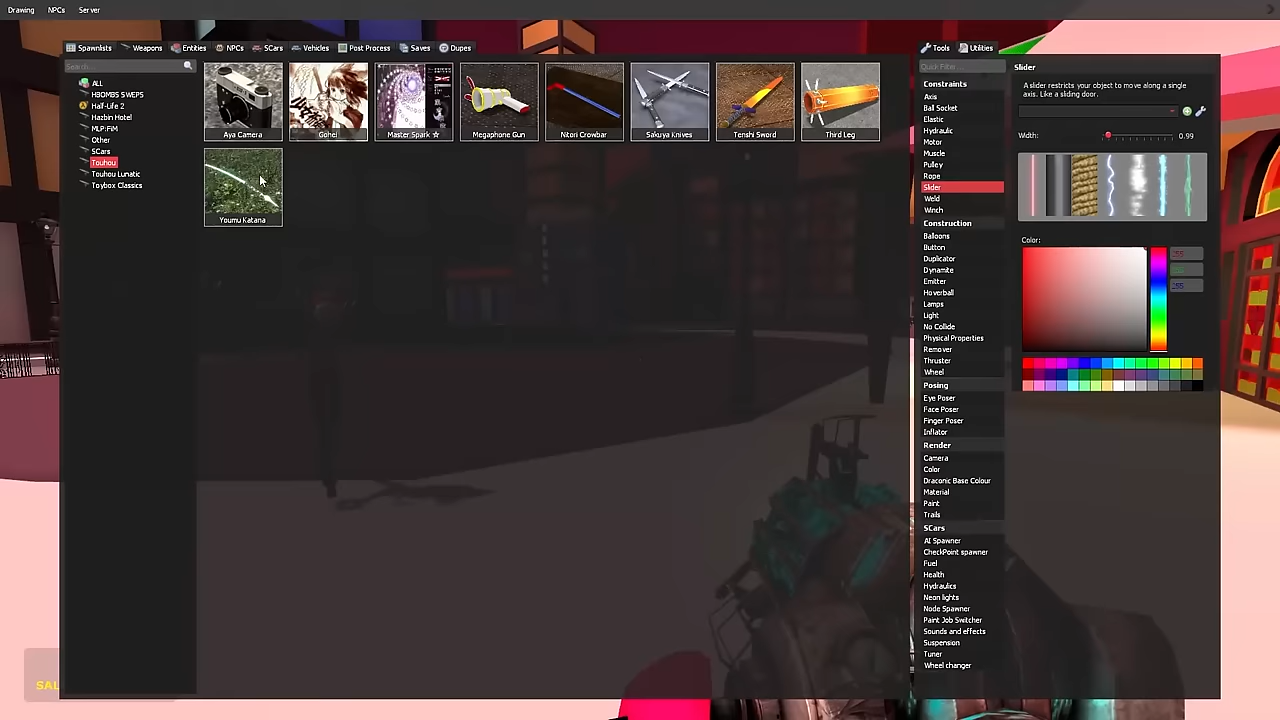 Drawing NPCs Server
Spawnlists Weapons Entities NPCs SCars Vehicles Post Process Saves Dupes
Search...
ALL
HBOMBS SWEPS
Half-Life 2
Hazbin Hotel
MLP:FiM
Other
SCars
Touhou
Touhou Lunatic
Toybox Classics
Aya Camera
Gohei
Master Spark ☆
Megaphone Gun
Nitori Crowbar
Sakuya Knives
Tenshi Sword
Third Leg
Youmu Katana
Tools Utilities
Quick Filter...
Constraints
Axis
Ball Socket
Elastic
Hydraulic
Motor
Muscle
Pulley
Rope
Slider
Weld
Winch
Construction
Balloons
Button
Duplicator
Dynamite
Emitter
Hoverball
Lamps
Light
No Collide
Physical Properties
Remover
Thruster
Wheel
Posing
Eye Poser
Face Poser
Finger Poser
Inflator
Render
Camera
Color
Draconic Base Colour
Material
Paint
Trails
SCars
AI Spawner
CheckPoint spawner
Fuel
Health
Hydraulics
Neon lights
Node Spawner
Paint Job Switcher
Sounds and effects
Suspension
Tuner
Wheel changer
Slider
A slider restricts your object to move along a single
axis. Like a sliding door.
Width: 0.99
Color:
255
255
255
SAL